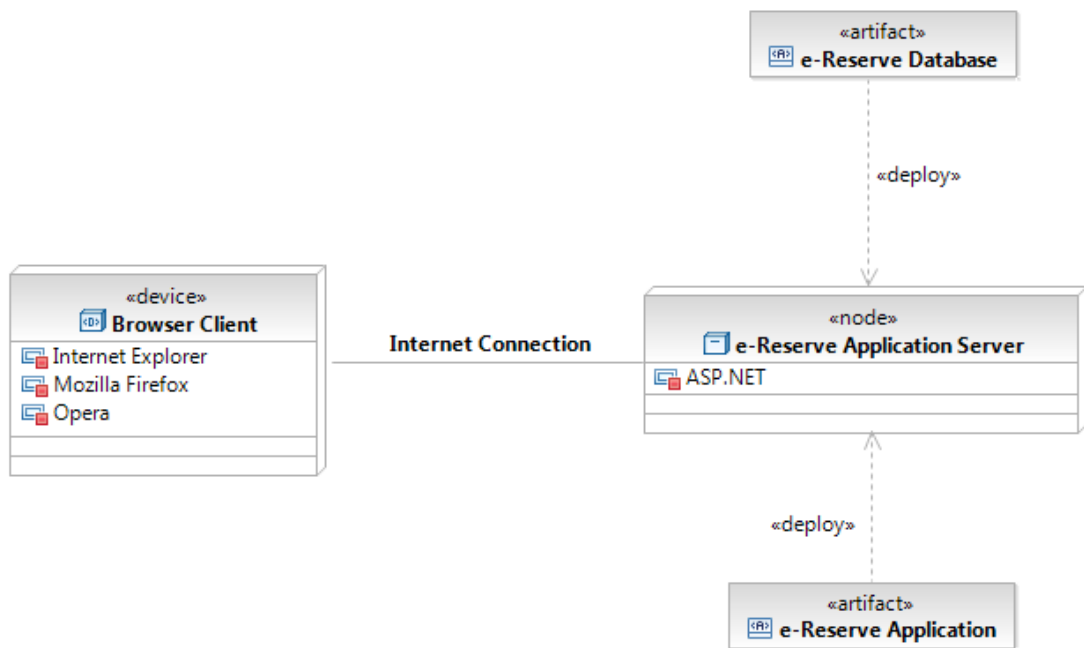 «artifact»
e-Reserve Database
«deploy»
«device»
Browser Client
Internet Explorer
Mozilla Firefox
Opera
Internet Connection
«node»
e-Reserve Application Server
ASP.NET
«deploy»
«artifact»
e-Reserve Application